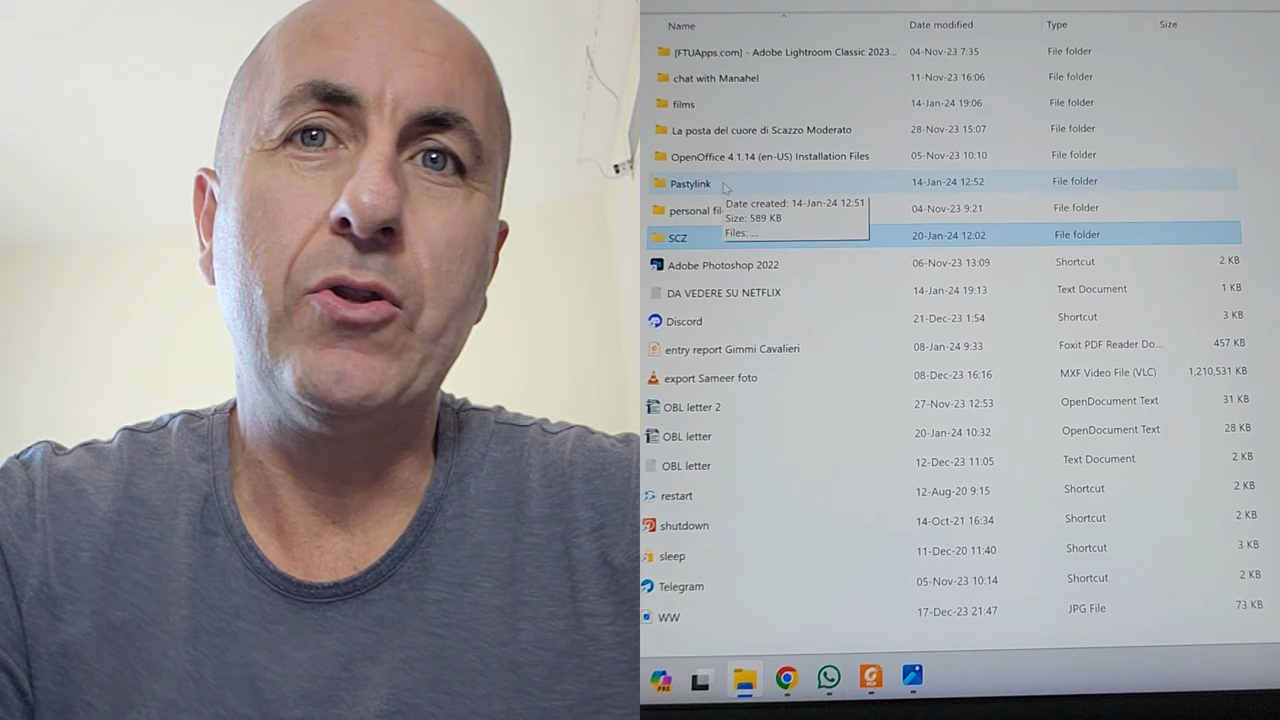 Name Date modified Type Size
[FTUApps.com] - Adobe Lightroom Classic 2023... 04-Nov-23 7:35 File folder
chat with Manahel 11-Nov-23 16:06 File folder
films 14-Jan-24 19:06 File folder
La posta del cuore di Scazzo Moderato 28-Nov-23 15:07 File folder
OpenOffice 4.1.14 (en-US) Installation Files 05-Nov-23 10:10 File folder
Pastylink 14-Jan-24 12:52 File folder
personal fil 04-Nov-23 9:21 File folder
Date created: 14-Jan-24 12:51
Size: 589 KB
Files: ...
SCZ 20-Jan-24 12:02 File folder
Adobe Photoshop 2022 06-Nov-23 13:09 Shortcut 2 KB
DA VEDERE SU NETFLIX 14-Jan-24 19:13 Text Document 1 KB
Discord 21-Dec-23 1:54 Shortcut 3 KB
entry report Gimmi Cavalieri 08-Jan-24 9:33 Foxit PDF Reader Do... 457 KB
export Sameer foto 08-Dec-23 16:16 MXF Video File (VLC) 1,210,531 KB
OBL letter 2 27-Nov-23 12:53 OpenDocument Text 31 KB
OBL letter 20-Jan-24 10:32 OpenDocument Text 28 KB
OBL letter 12-Dec-23 11:05 Text Document 2 KB
restart 12-Aug-20 9:15 Shortcut 2 KB
shutdown 14-Oct-21 16:34 Shortcut 2 KB
sleep 11-Dec-20 11:40 Shortcut 3 KB
Telegram 05-Nov-23 10:14 Shortcut 2 KB
WW 17-Dec-23 21:47 JPG File 73 KB
PRE
PDF